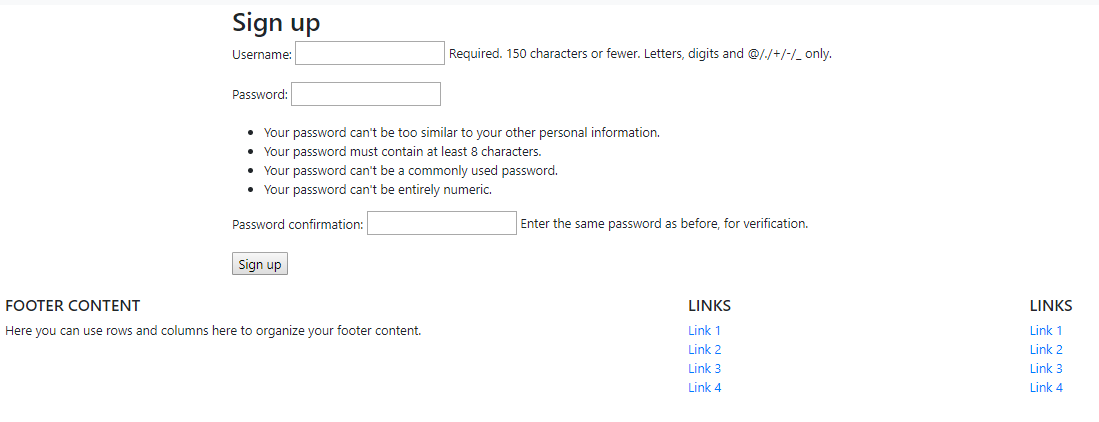 Sign up
Username: Required. 150 characters or fewer. Letters, digits and @/./+/-/_ only.
Password:
Your password can't be too similar to your other personal information.
Your password must contain at least 8 characters.
Your password can't be a commonly used password.
Your password can't be entirely numeric.
Password confirmation: Enter the same password as before, for verification.
Sign up
FOOTER CONTENT
Here you can use rows and columns here to organize your footer content.
LINKS
Link 1
Link 2
Link 3
Link 4
LINKS
Link 1
Link 2
Link 3
Link 4